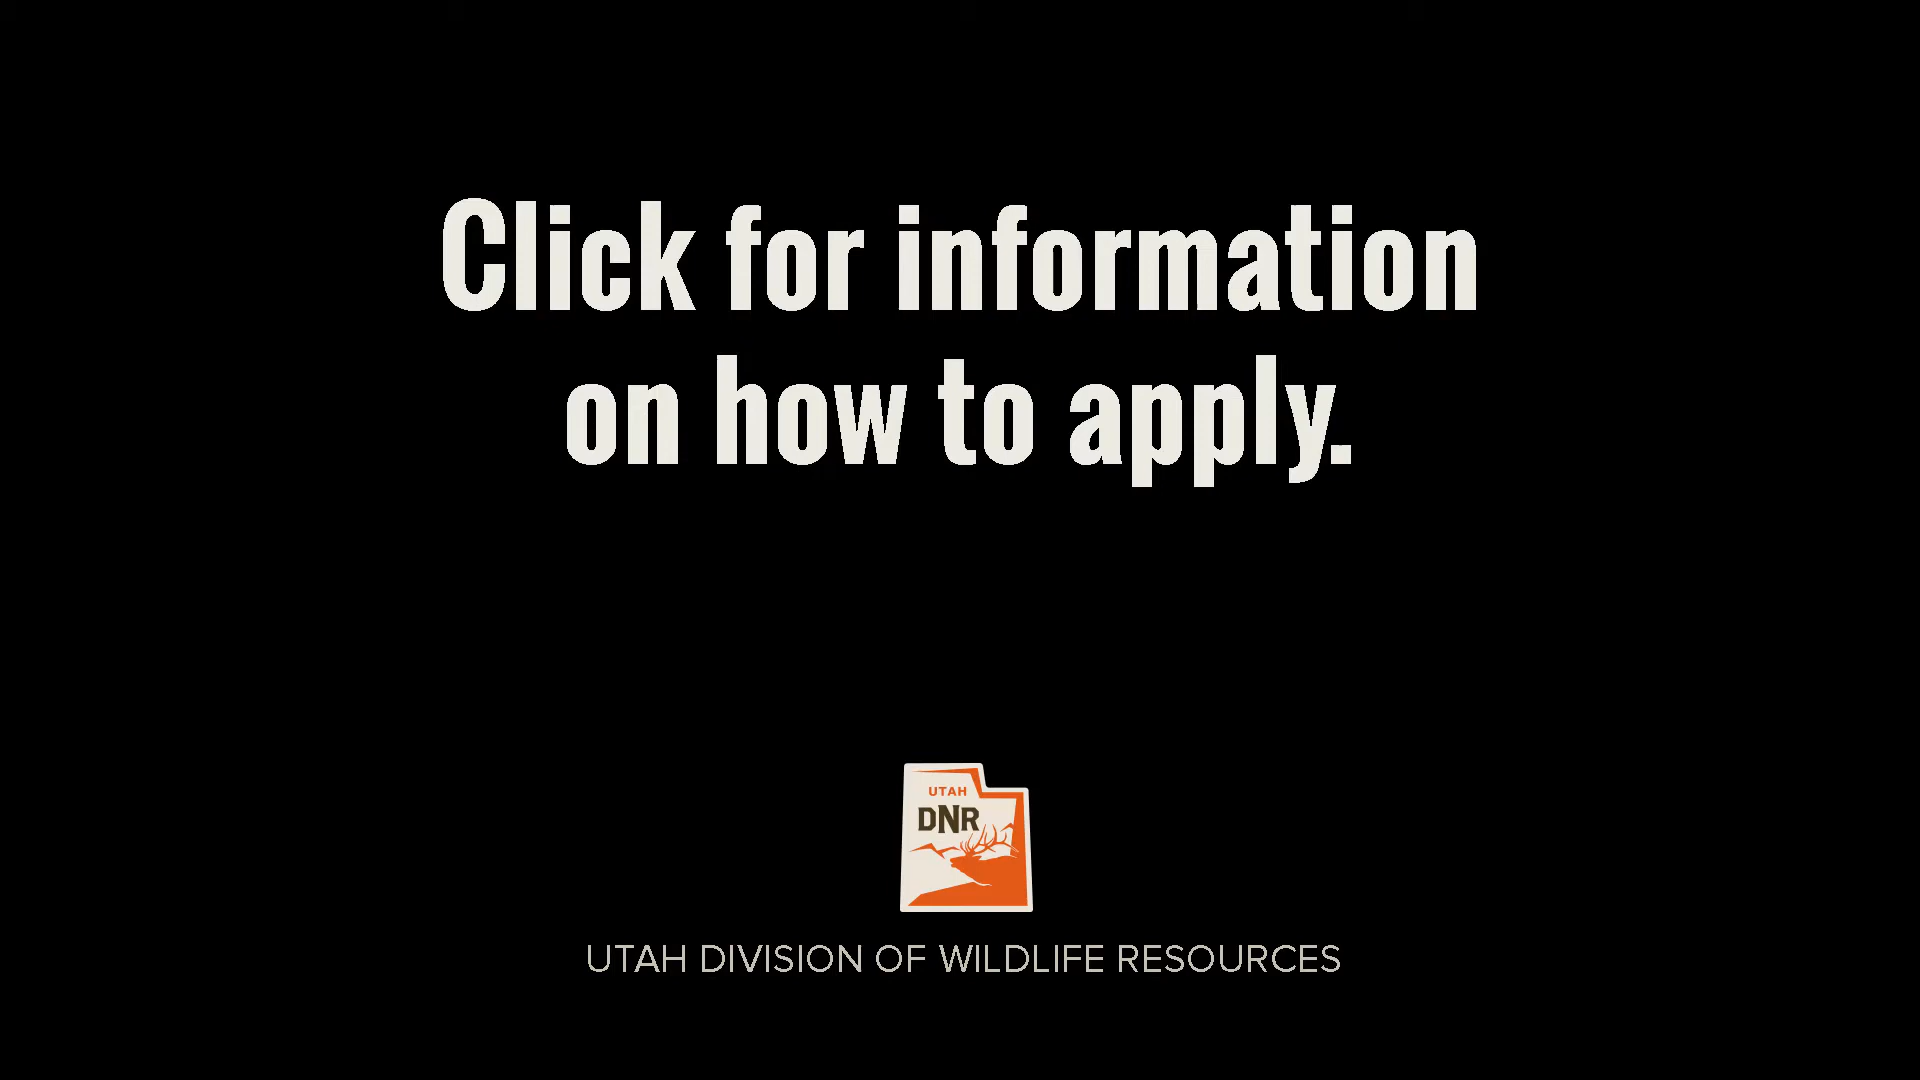 Click for information
on how to apply.
UTAH
DNR
UTAH DIVISION OF WILDLIFE RESOURCES